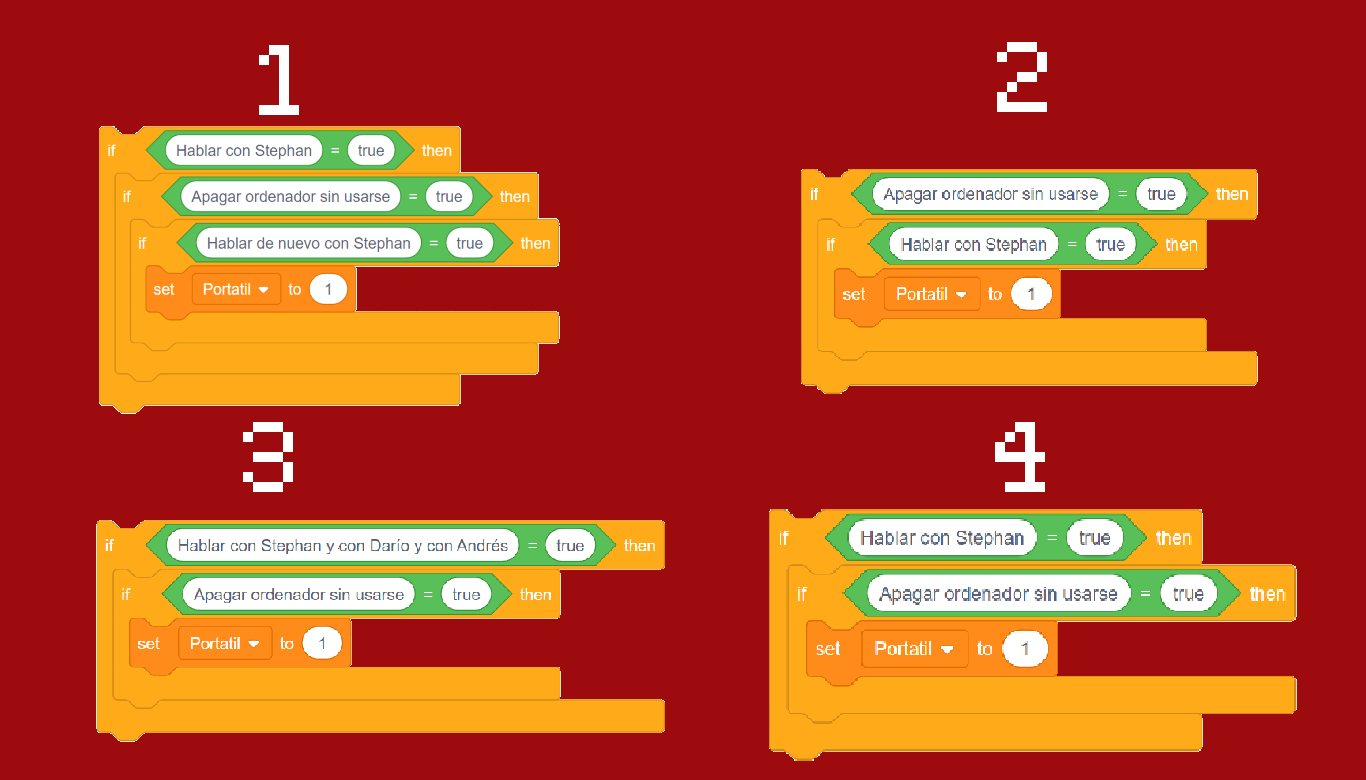 1
if Hablar con Stephan = true then
if Apagar ordenador sin usarse = true then
if Hablar de nuevo con Stephan = true then
set Portatil to 1
2
if Apagar ordenador sin usarse = true then
if Hablar con Stephan = true then
set Portatil to 1
3
if Hablar con Stephan y con Darío y con Andrés = true then
if Apagar ordenador sin usarse = true then
set Portatil to 1
4
if Hablar con Stephan = true then
if Apagar ordenador sin usarse = true then
set Portatil to 1